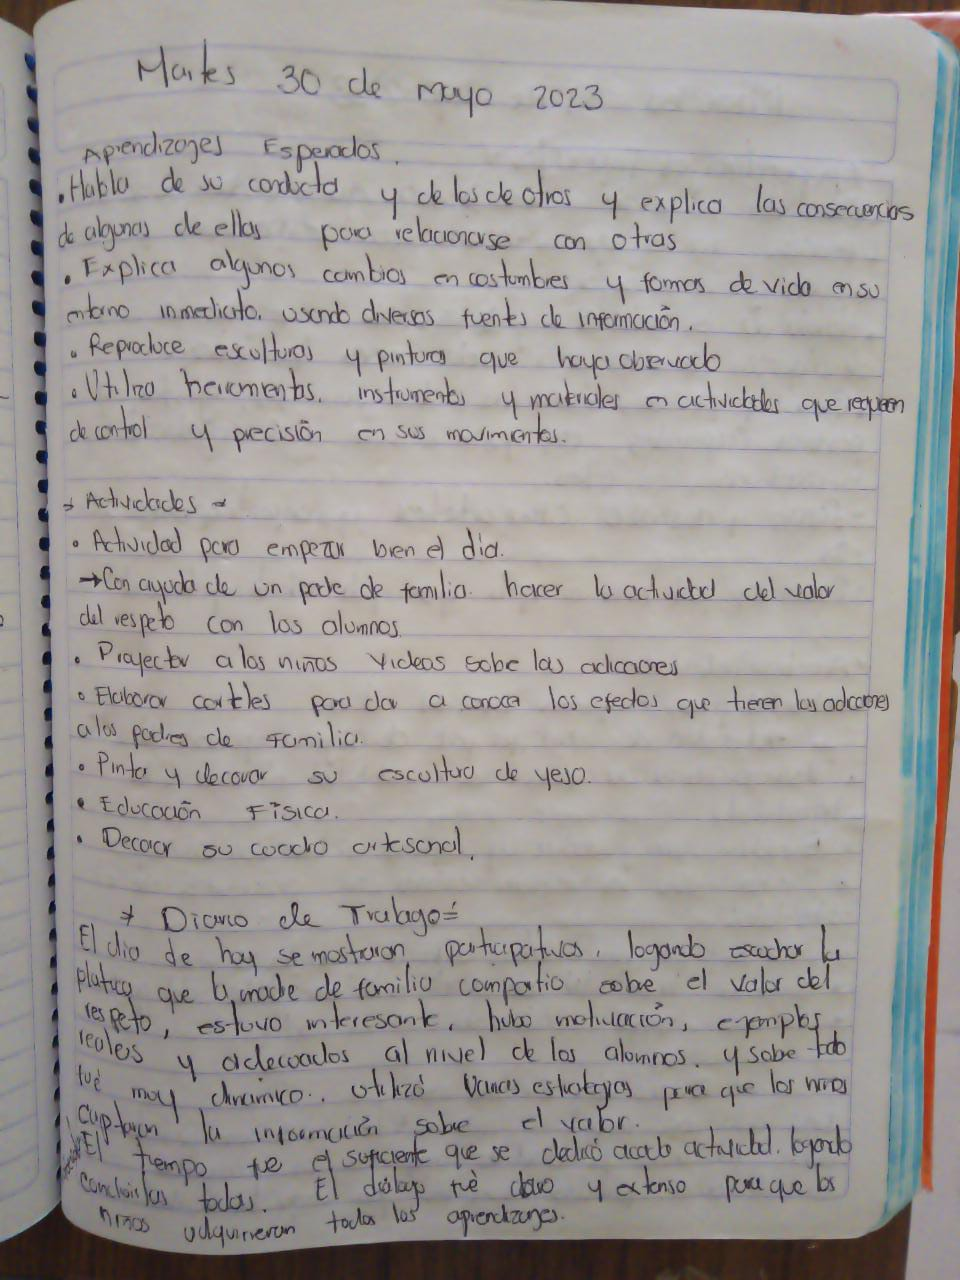 Martes 30 de Mayo 2023
Aprendizajes Esperados.
• Habla de su conducta y de las de otros y explica las consecuencias
de algunas de ellas para relacionarse con otros
• Explica algunos cambios en costumbres y formas de vida en su
entorno inmediato. usando diversas fuentes de información.
• Reproduce esculturas y pinturas que haya observado
• Utiliza herramientas, instrumentos y materiales en actividades que requieren
de control y precisión en sus movimientos.
→ Actividades ←
• Actividad para empezar bien el día.
→ Con ayuda de un padre de familia. hacer la actividad del valor
del respeto con los alumnos.
• Proyectar a los niños videos sobe las adicciones
• Elaborar carteles para dar a conocer los efectos que tienen las adicciones
a los padres de familia.
• Pinta y decorar su escultura de yeso.
• Educación Física.
• Decorar su cuadro artesanal.
* Diario de Trabajo =
El día de hoy se mostraron participativos, logrando escuchar la
platica que la madre de familia compartio sobre el valor del
respeto, estuvo interesante, hubo motivación, ejemplos
reales y adecuados al nivel de los alumnos. y sobre todo
fué muy dinámico.. utilizó varias estrategias para que los niños
captaran la información sobre el valor.
El tiempo fue el suficiente que se dedicó a cada actividad. logrando
concluirlas todas. El diálogo fué claro y extenso para que los
niños adquirieran todos los aprendizajes.